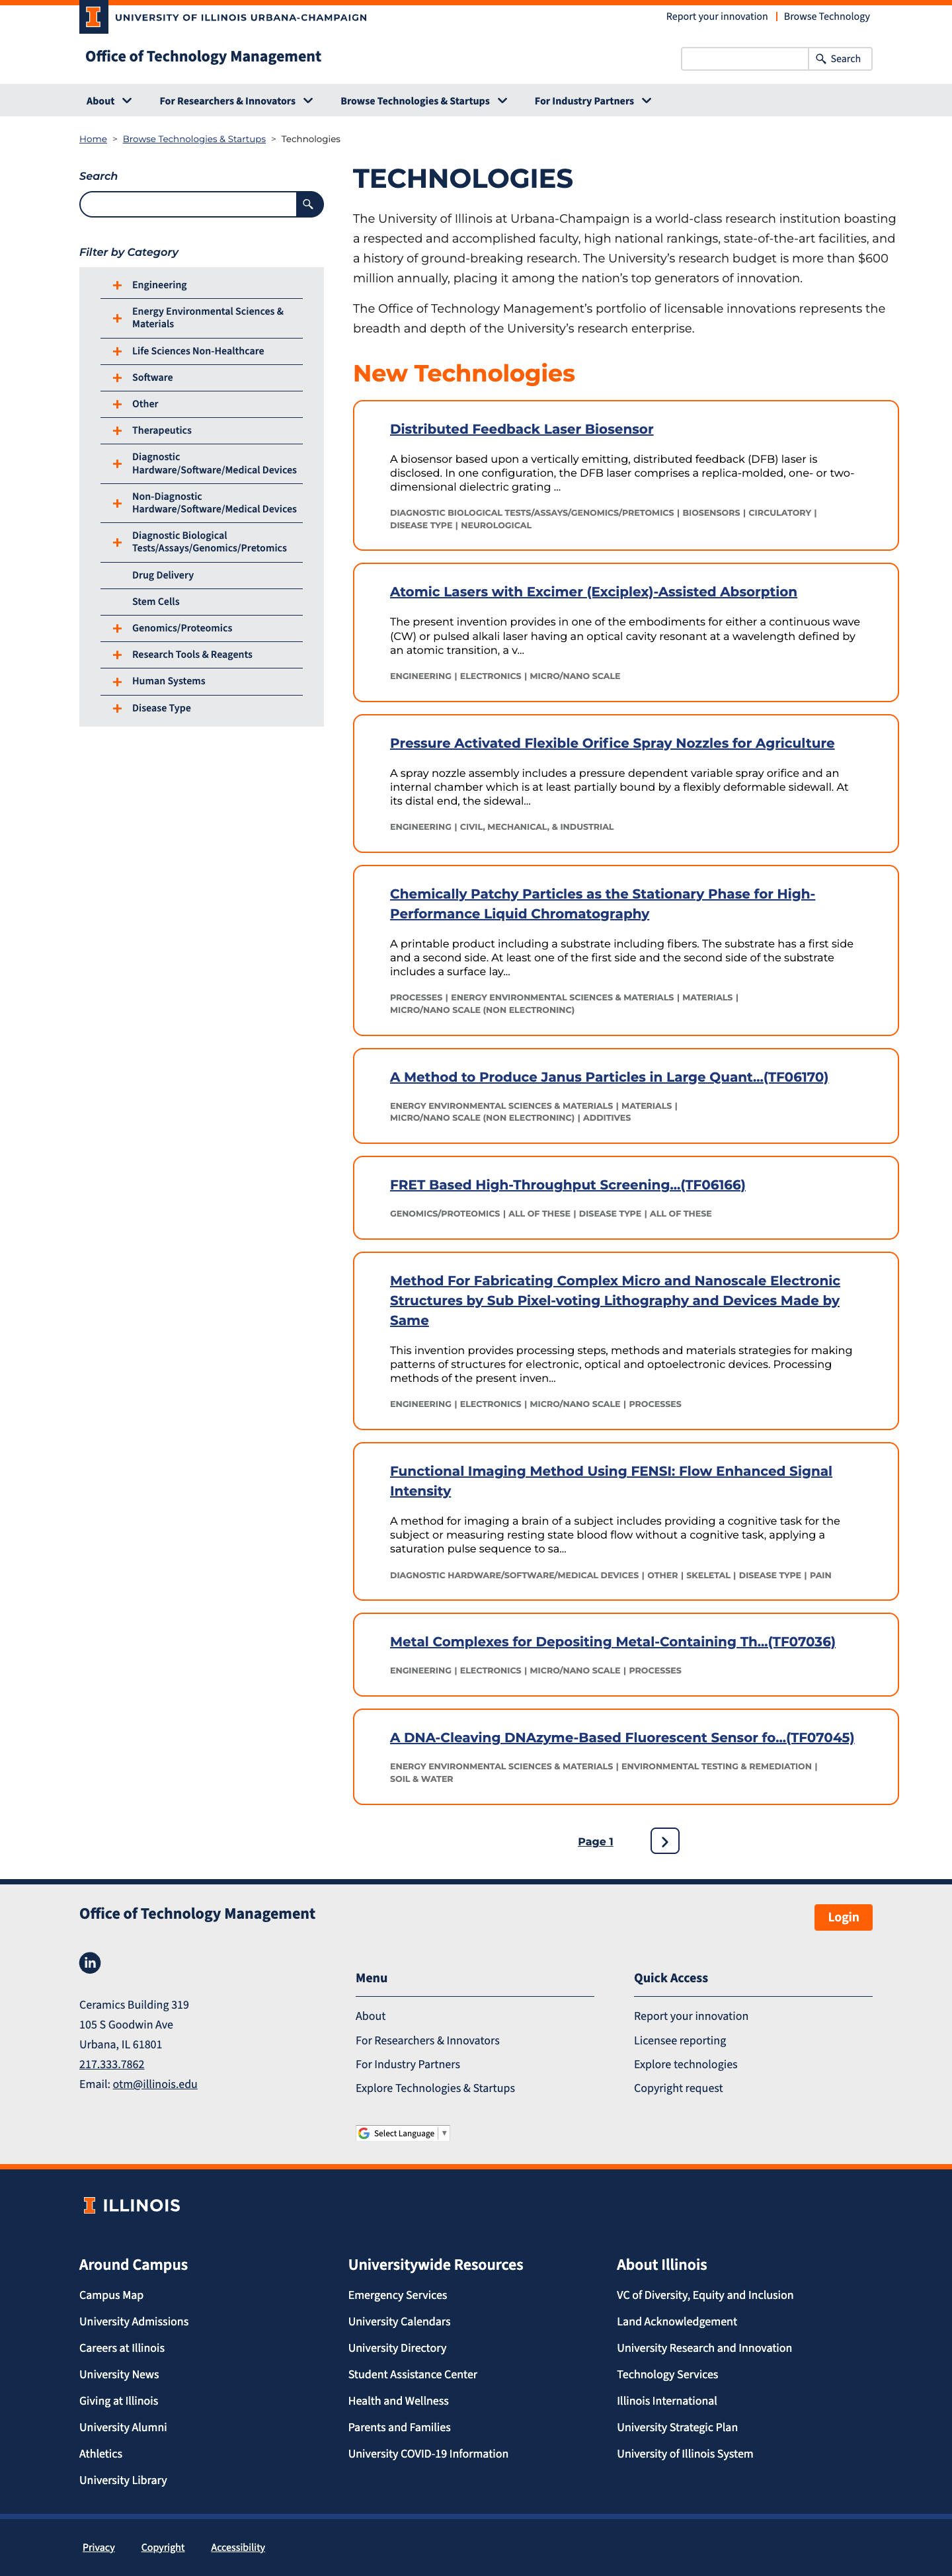 UNIVERSITY OF ILLINOIS URBANA-CHAMPAIGN
Report your innovation
Browse Technology
Office of Technology Management
Search
About
For Researchers & Innovators
Browse Technologies & Startups
For Industry Partners
Home > Browse Technologies & Startups > Technologies
Search
Filter by Category
Engineering
Energy Environmental Sciences &
Materials
Life Sciences Non-Healthcare
Software
Other
Therapeutics
Diagnostic
Hardware/Software/Medical Devices
Non-Diagnostic
Hardware/Software/Medical Devices
Diagnostic Biological
Tests/Assays/Genomics/Pretomics
Drug Delivery
Stem Cells
Genomics/Proteomics
Research Tools & Reagents
Human Systems
Disease Type
TECHNOLOGIES
The University of Illinois at Urbana-Champaign is a world-class research institution boasting
a respected and accomplished faculty, high national rankings, state-of-the-art facilities, and
a history of ground-breaking research. The University’s research budget is more than $600
million annually, placing it among the nation’s top generators of innovation.
The Office of Technology Management’s portfolio of licensable innovations represents the
breadth and depth of the University’s research enterprise.
New Technologies
Distributed Feedback Laser Biosensor
A biosensor based upon a vertically emitting, distributed feedback (DFB) laser is
disclosed. In one configuration, the DFB laser comprises a replica-molded, one- or two-
dimensional dielectric grating ...
DIAGNOSTIC BIOLOGICAL TESTS/ASSAYS/GENOMICS/PRETOMICS | BIOSENSORS | CIRCULATORY |
DISEASE TYPE | NEUROLOGICAL
Atomic Lasers with Excimer (Exciplex)-Assisted Absorption
The present invention provides in one of the embodiments for either a continuous wave
(CW) or pulsed alkali laser having an optical cavity resonant at a wavelength defined by
an atomic transition, a v...
ENGINEERING | ELECTRONICS | MICRO/NANO SCALE
Pressure Activated Flexible Orifice Spray Nozzles for Agriculture
A spray nozzle assembly includes a pressure dependent variable spray orifice and an
internal chamber which is at least partially bound by a flexibly deformable sidewall. At
its distal end, the sidewal...
ENGINEERING | CIVIL, MECHANICAL, & INDUSTRIAL
Chemically Patchy Particles as the Stationary Phase for High-
Performance Liquid Chromatography
A printable product including a substrate including fibers. The substrate has a first side
and a second side. At least one of the first side and the second side of the substrate
includes a surface lay...
PROCESSES | ENERGY ENVIRONMENTAL SCIENCES & MATERIALS | MATERIALS |
MICRO/NANO SCALE (NON ELECTRONINC)
A Method to Produce Janus Particles in Large Quant...(TF06170)
ENERGY ENVIRONMENTAL SCIENCES & MATERIALS | MATERIALS |
MICRO/NANO SCALE (NON ELECTRONINC) | ADDITIVES
FRET Based High-Throughput Screening...(TF06166)
GENOMICS/PROTEOMICS | ALL OF THESE | DISEASE TYPE | ALL OF THESE
Method For Fabricating Complex Micro and Nanoscale Electronic
Structures by Sub Pixel-voting Lithography and Devices Made by
Same
This invention provides processing steps, methods and materials strategies for making
patterns of structures for electronic, optical and optoelectronic devices. Processing
methods of the present inven...
ENGINEERING | ELECTRONICS | MICRO/NANO SCALE | PROCESSES
Functional Imaging Method Using FENSI: Flow Enhanced Signal
Intensity
A method for imaging a brain of a subject includes providing a cognitive task for the
subject or measuring resting state blood flow without a cognitive task, applying a
saturation pulse sequence to sa...
DIAGNOSTIC HARDWARE/SOFTWARE/MEDICAL DEVICES | OTHER | SKELETAL | DISEASE TYPE | PAIN
Metal Complexes for Depositing Metal-Containing Th...(TF07036)
ENGINEERING | ELECTRONICS | MICRO/NANO SCALE | PROCESSES
A DNA-Cleaving DNAzyme-Based Fluorescent Sensor fo...(TF07045)
ENERGY ENVIRONMENTAL SCIENCES & MATERIALS | ENVIRONMENTAL TESTING & REMEDIATION |
SOIL & WATER
Page 1
Office of Technology Management
Login
in
Ceramics Building 319
105 S Goodwin Ave
Urbana, IL 61801
217.333.7862
Email: otm@illinois.edu
Menu
About
For Researchers & Innovators
For Industry Partners
Explore Technologies & Startups
Select Language
Quick Access
Report your innovation
Licensee reporting
Explore technologies
Copyright request
ILLINOIS
Around Campus
Campus Map
University Admissions
Careers at Illinois
University News
Giving at Illinois
University Alumni
Athletics
University Library
Universitywide Resources
Emergency Services
University Calendars
University Directory
Student Assistance Center
Health and Wellness
Parents and Families
University COVID-19 Information
About Illinois
VC of Diversity, Equity and Inclusion
Land Acknowledgement
University Research and Innovation
Technology Services
Illinois International
University Strategic Plan
University of Illinois System
Privacy
Copyright
Accessibility